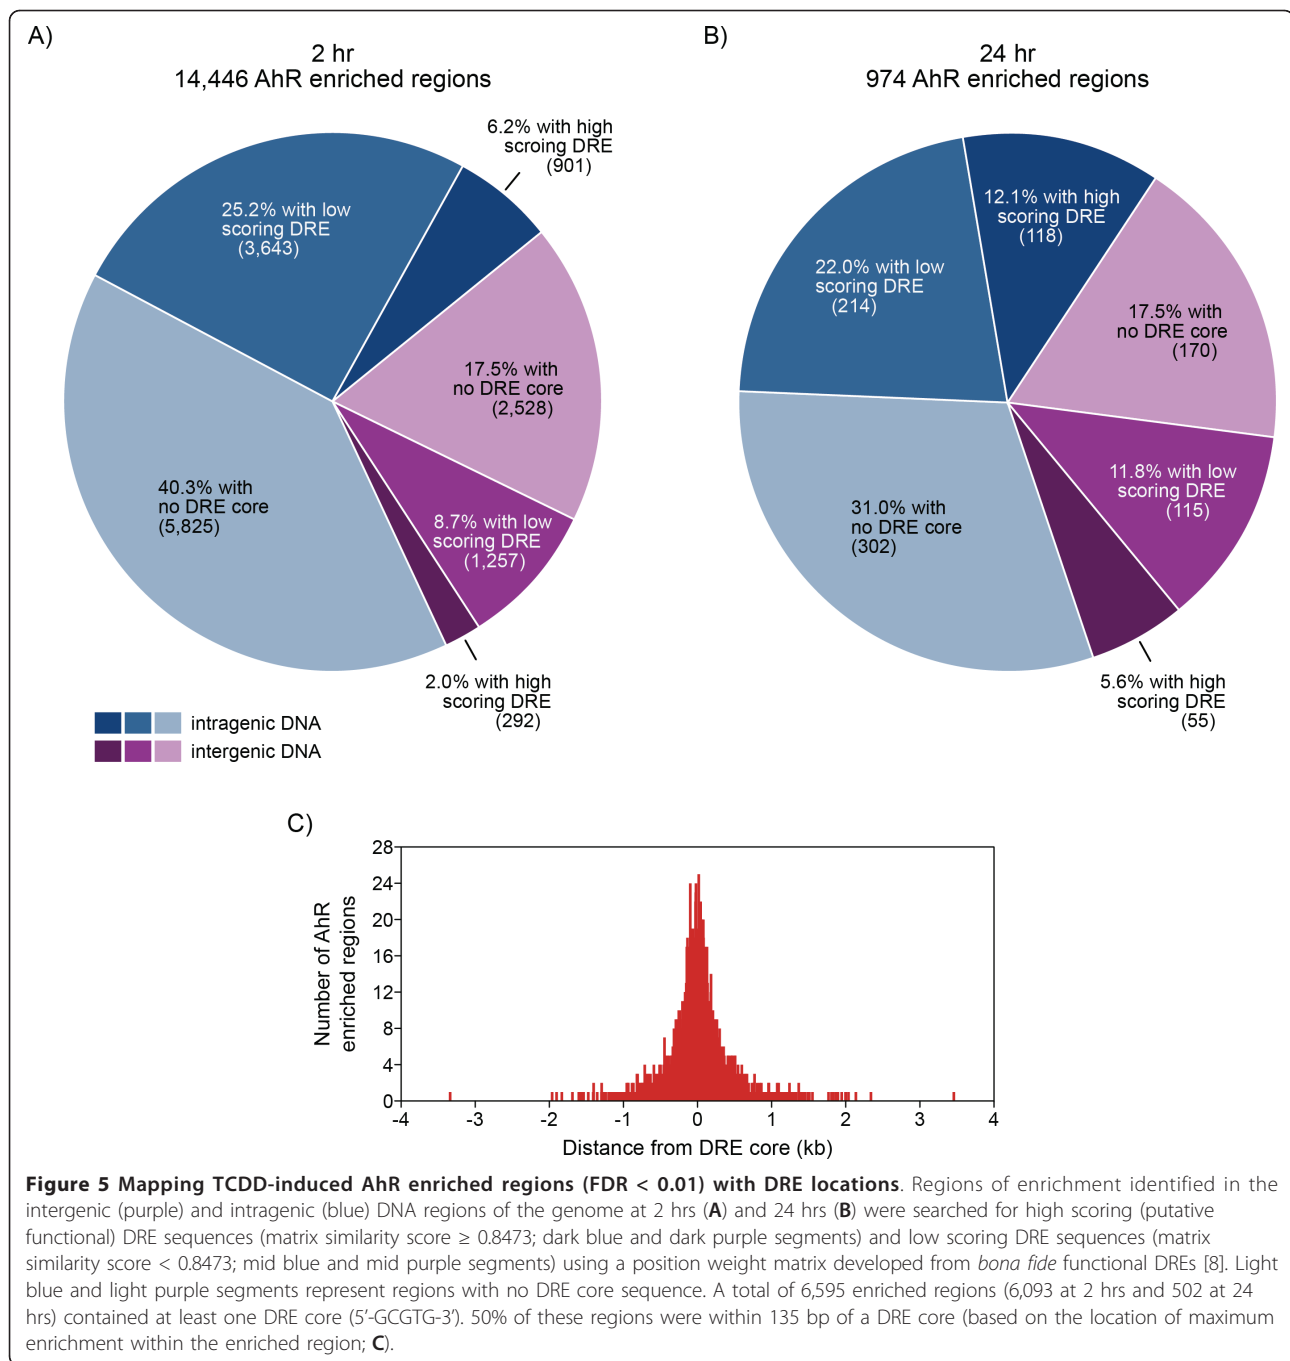 A)
2 hr
14,446 AhR enriched regions
6.2% with high
scroing DRE
(901)
25.2% with low
scoring DRE
(3,643)
17.5% with
no DRE core
(2,528)
40.3% with
no DRE core
(5,825)
8.7% with low
scoring DRE
(1,257)
2.0% with high
scoring DRE
(292)
intragenic DNA
intergenic DNA
B)
24 hr
974 AhR enriched regions
12.1% with high
scoring DRE
(118)
22.0% with low
scoring DRE
(214)
17.5% with
no DRE core
(170)
11.8% with low
scoring DRE
(115)
31.0% with
no DRE core
(302)
5.6% with high
scoring DRE
(55)
C)
Number of AhR
enriched regions
28
24
20
16
12
8
4
0
-4 -3 -2 -1 0 1 2 3 4
Distance from DRE core (kb)
Figure 5 Mapping TCDD-induced AhR enriched regions (FDR < 0.01) with DRE locations. Regions of enrichment identified in the
intergenic (purple) and intragenic (blue) DNA regions of the genome at 2 hrs (A) and 24 hrs (B) were searched for high scoring (putative
functional) DRE sequences (matrix similarity score ≥ 0.8473; dark blue and dark purple segments) and low scoring DRE sequences (matrix
similarity score < 0.8473; mid blue and mid purple segments) using a position weight matrix developed from bona fide functional DREs [8]. Light
blue and light purple segments represent regions with no DRE core sequence. A total of 6,595 enriched regions (6,093 at 2 hrs and 502 at 24
hrs) contained at least one DRE core (5′-GCGTG-3′). 50% of these regions were within 135 bp of a DRE core (based on the location of maximum
enrichment within the enriched region; C).